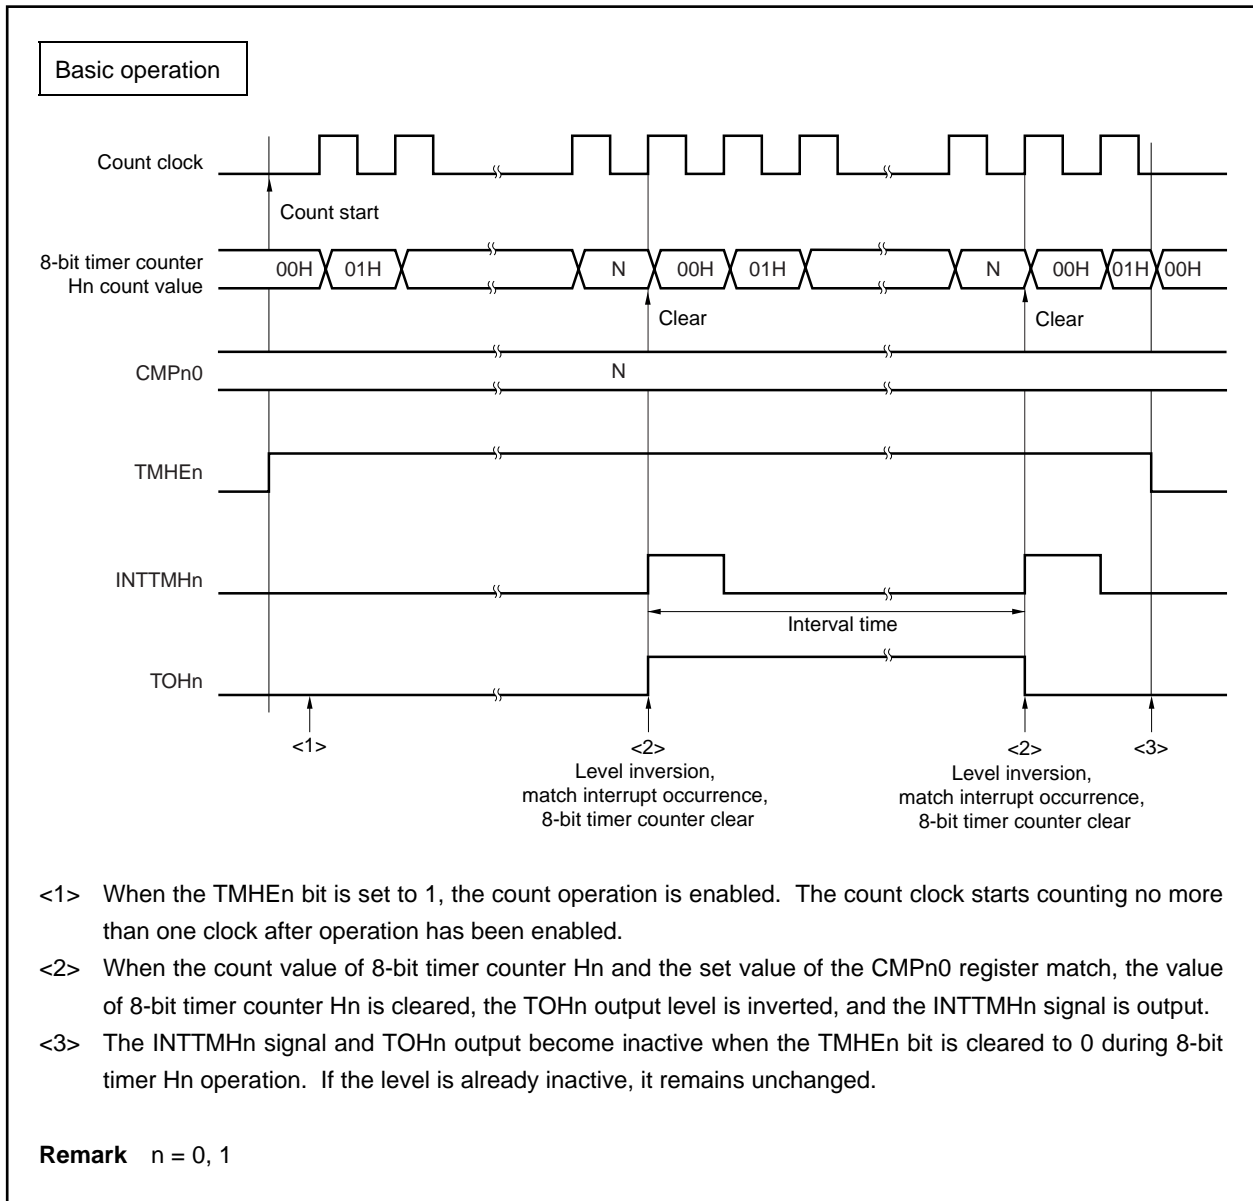 Basic operation
Count clock
Count start
8-bit timer counter
Hn count value
00H 01H N 00H 01H N 00H 01H 00H
Clear Clear
CMPn0 N
TMHEn
INTTMHn
Interval time
TOHn
<1> <2> <2> <3>
Level inversion, Level inversion,
match interrupt occurrence, match interrupt occurrence,
8-bit timer counter clear 8-bit timer counter clear
<1> When the TMHEn bit is set to 1, the count operation is enabled. The count clock starts counting no more
than one clock after operation has been enabled.
<2> When the count value of 8-bit timer counter Hn and the set value of the CMPn0 register match, the value
of 8-bit timer counter Hn is cleared, the TOHn output level is inverted, and the INTTMHn signal is output.
<3> The INTTMHn signal and TOHn output become inactive when the TMHEn bit is cleared to 0 during 8-bit
timer Hn operation. If the level is already inactive, it remains unchanged.
Remark n = 0, 1